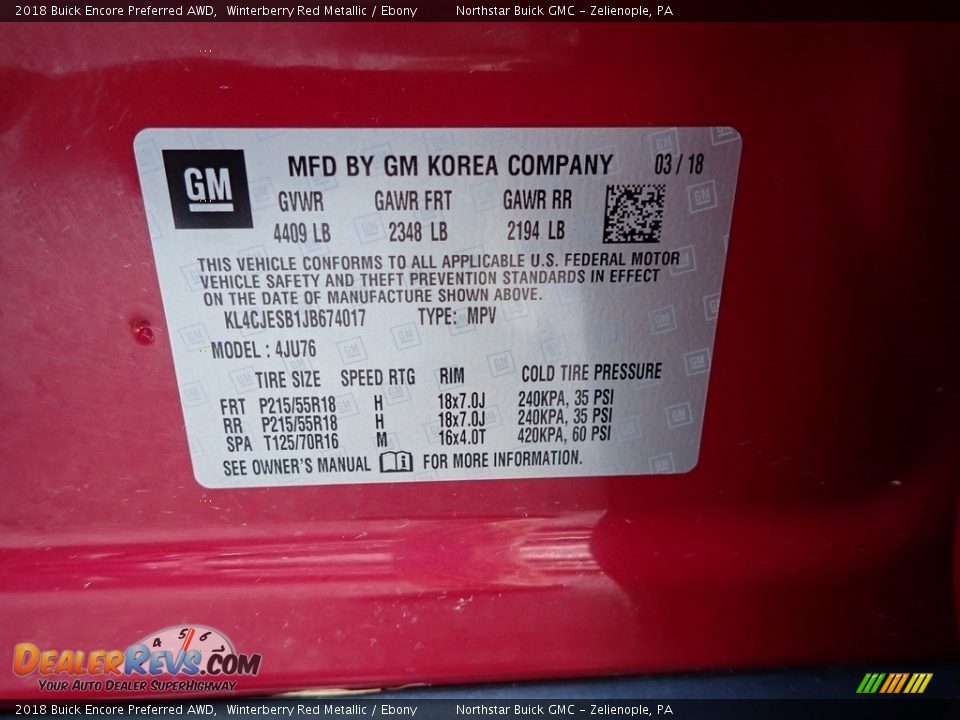 2018 Buick Encore Preferred AWD, Winterberry Red Metallic / Ebony Northstar Buick GMC - Zelienople, PA
GM MFD BY GM KOREA COMPANY 03 / 18
GVWR GAWR FRT GAWR RR
4409 LB 2348 LB 2194 LB
THIS VEHICLE CONFORMS TO ALL APPLICABLE U.S. FEDERAL MOTOR
VEHICLE SAFETY AND THEFT PREVENTION STANDARDS IN EFFECT
ON THE DATE OF MANUFACTURE SHOWN ABOVE.
KL4CJESB1JB674017 TYPE: MPV
MODEL : 4JU76
TIRE SIZE SPEED RTG RIM COLD TIRE PRESSURE
FRT P215/55R18 H 18x7.0J 240KPA, 35 PSI
RR P215/55R18 H 18x7.0J 240KPA, 35 PSI
SPA T125/70R16 M 16x4.0T 420KPA, 60 PSI
SEE OWNER'S MANUAL FOR MORE INFORMATION.
4 5 6
DEALERREVS.COM
YOUR AUTO DEALER SUPERHIGHWAY
2018 Buick Encore Preferred AWD, Winterberry Red Metallic / Ebony Northstar Buick GMC - Zelienople, PA